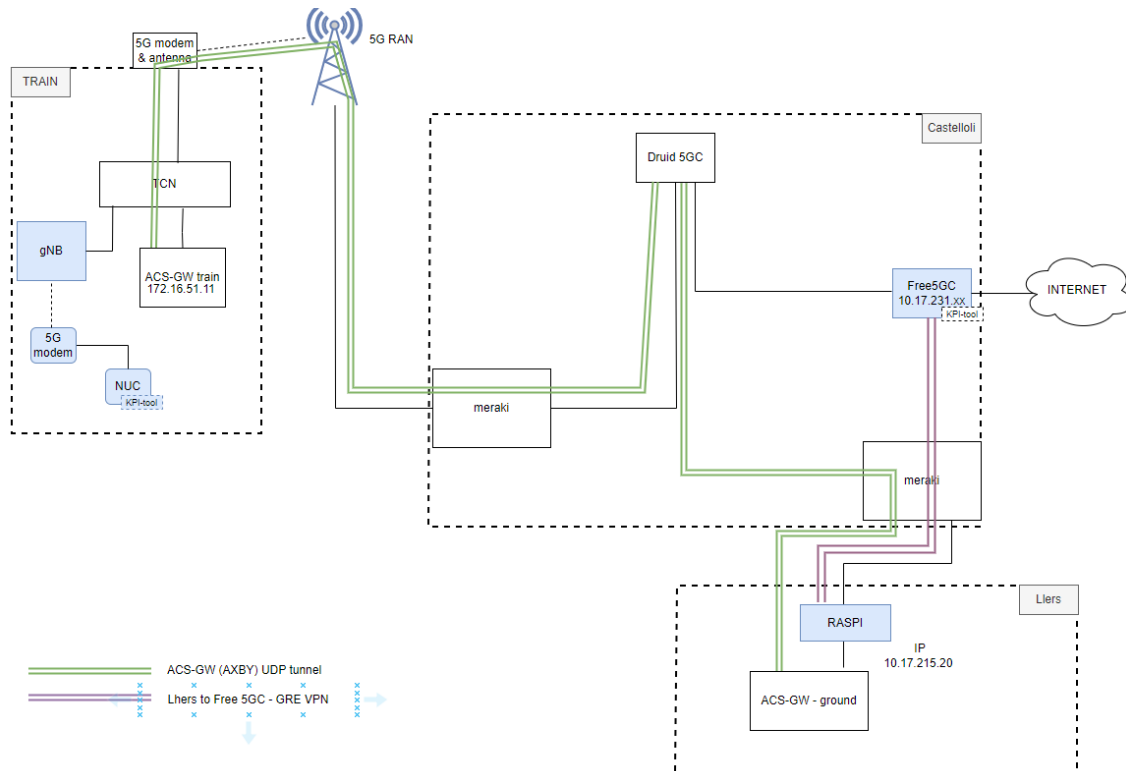 5G modem
& antenna
5G RAN
TRAIN
Castelloli
Druid 5GC
TCN
gNB
ACS-GW train
172.16.51.11
Free5GC
10.17.231.xx
KPI-tool
INTERNET
5G
modem
NUC
KPI-tool
meraki
meraki
Llers
RASPI
IP
10.17.215.20
ACS-GW - ground
ACS-GW (AXBY) UDP tunnel
Lhers to Free 5GC - GRE VPN